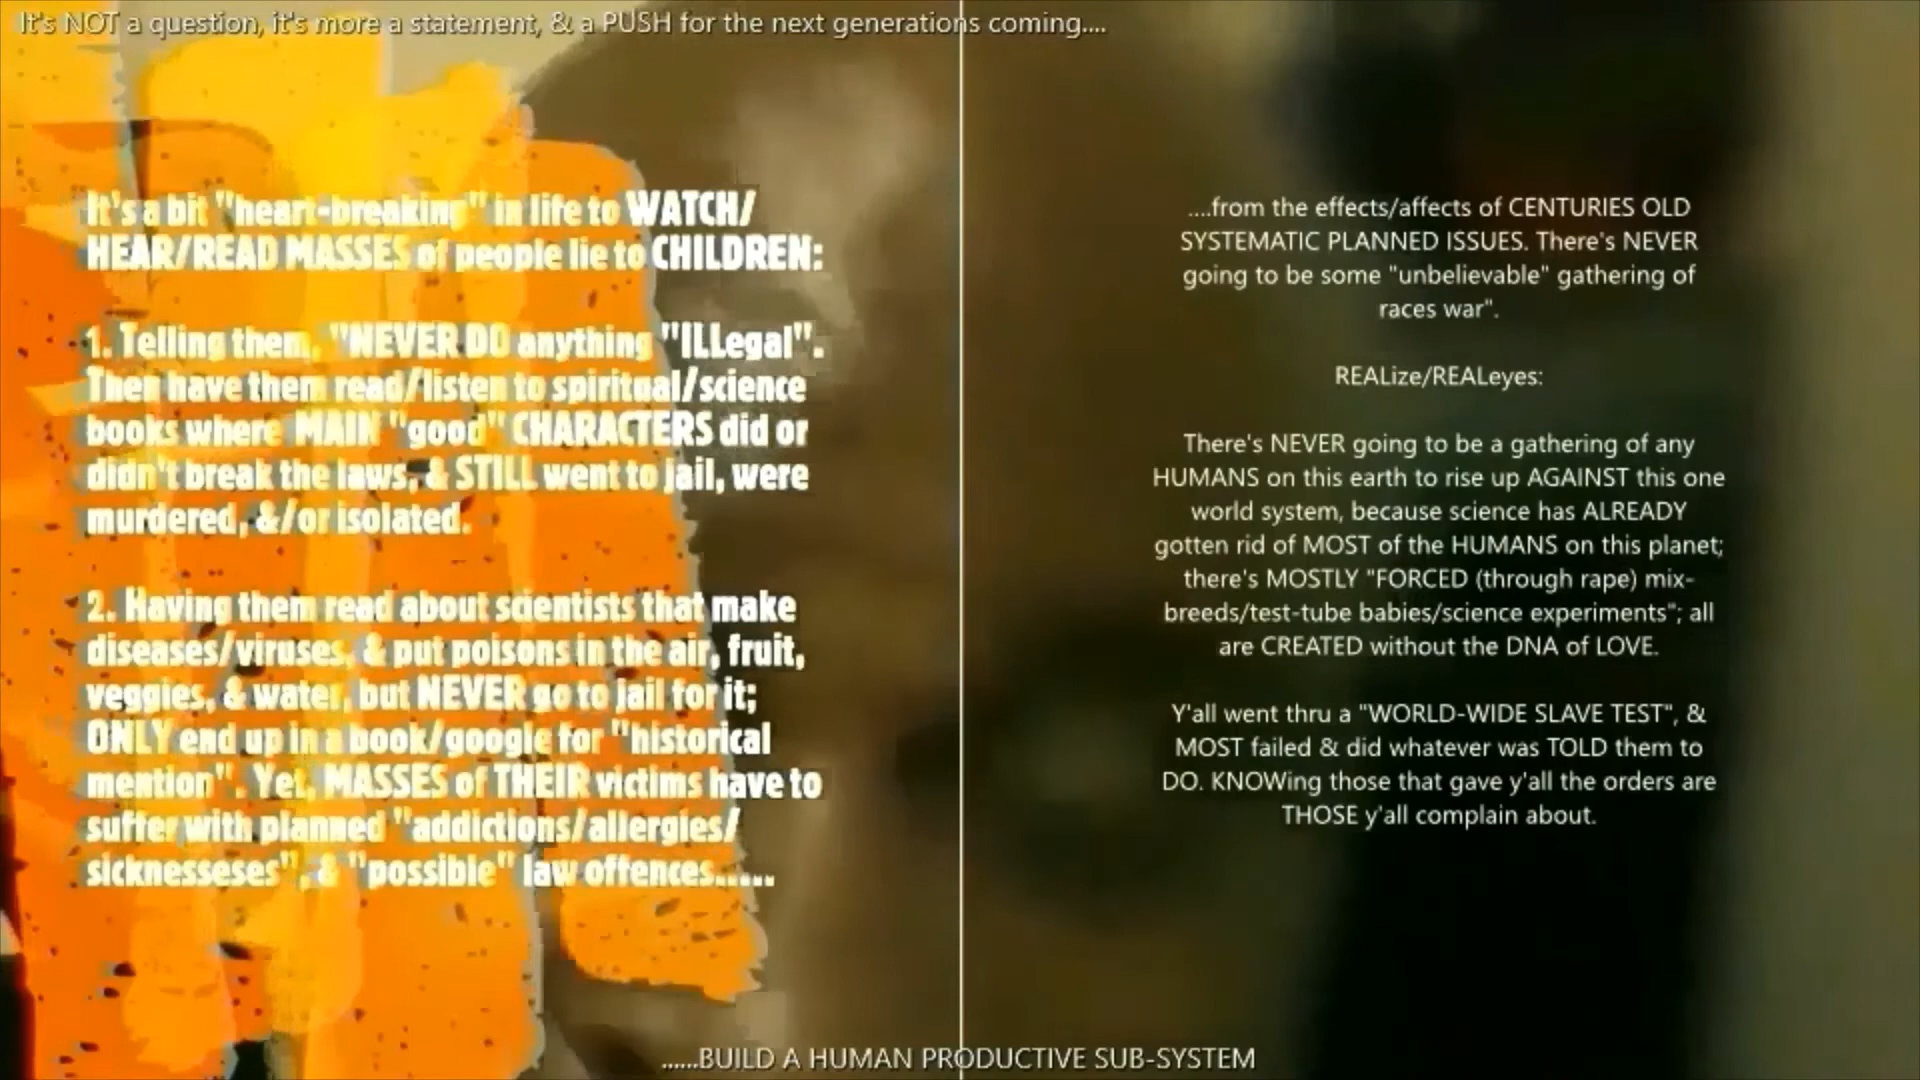 It's NOT a question, it's more a statement, & a PUSH for the next generations coming....
It's a bit "heart-breaking" in life to WATCH/
HEAR/READ MASSES of people lie to CHILDREN:
1. Telling them, "NEVER DO anything "ILLegal".
Then have them read/listen to spiritual/science
books where MAIN "good" CHARACTERS did or
didn't break the laws, & STILL went to jail, were
murdered, &/or isolated.
2. Having them read about scientists that make
diseases/viruses, & put poisons in the air, fruit,
veggies, & water, but NEVER go to jail for it;
ONLY end up in a book/google for "historical
mention". Yet, MASSES of THEIR victims have to
suffer with planned "addictions/allergies/
sicknesseses", & "possible" law offences.....
....from the effects/affects of CENTURIES OLD
SYSTEMATIC PLANNED ISSUES. There's NEVER
going to be some "unbelievable" gathering of
races war".
REALize/REALeyes:
There's NEVER going to be a gathering of any
HUMANS on this earth to rise up AGAINST this one
world system, because science has ALREADY
gotten rid of MOST of the HUMANS on this planet;
there's MOSTLY "FORCED (through rape) mix-
breeds/test-tube babies/science experiments"; all
are CREATED without the DNA of LOVE.
Y'all went thru a "WORLD-WIDE SLAVE TEST", &
MOST failed & did whatever was TOLD them to
DO. KNOWing those that gave y'all the orders are
THOSE y'all complain about.
......BUILD A HUMAN PRODUCTIVE SUB-SYSTEM